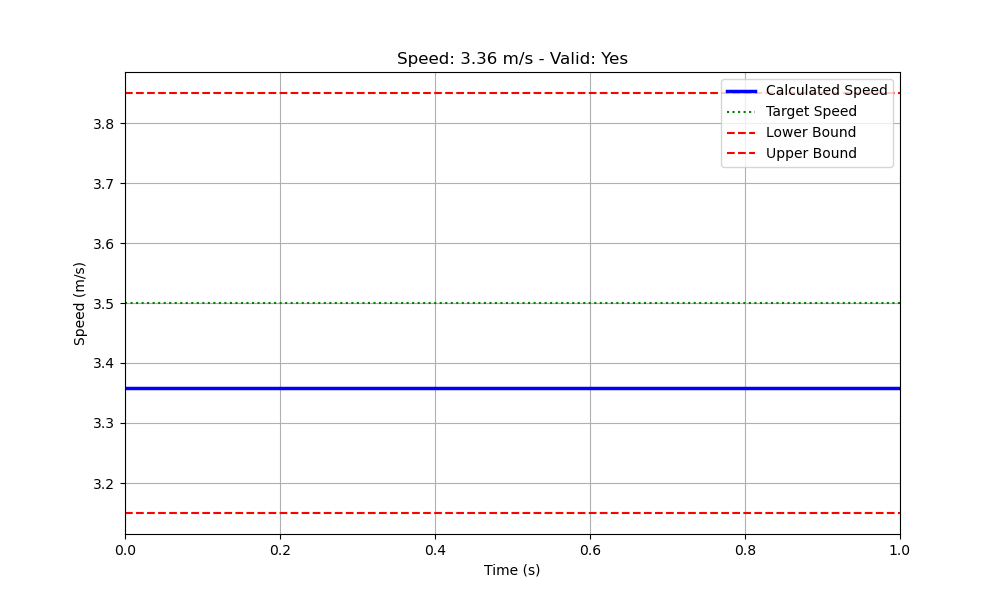 Speed: 3.36 m/s - Valid: Yes
Calculated Speed
Target Speed
Lower Bound
Upper Bound
3.8
3.7
3.6
3.5
3.4
3.3
3.2
Speed (m/s)
0.0 0.2 0.4 0.6 0.8 1.0
Time (s)